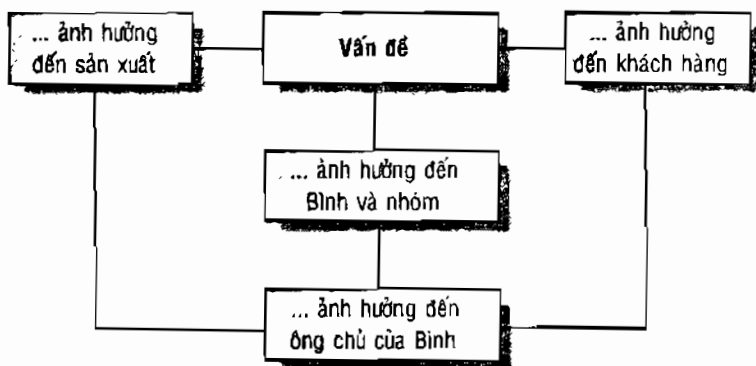 ... ảnh hưởng
đến sản xuất
Vấn đề
... ảnh hưởng
đến khách hàng
... ảnh hưởng đến
Bình và nhóm
... ảnh hưởng đến
ông chủ của Bình